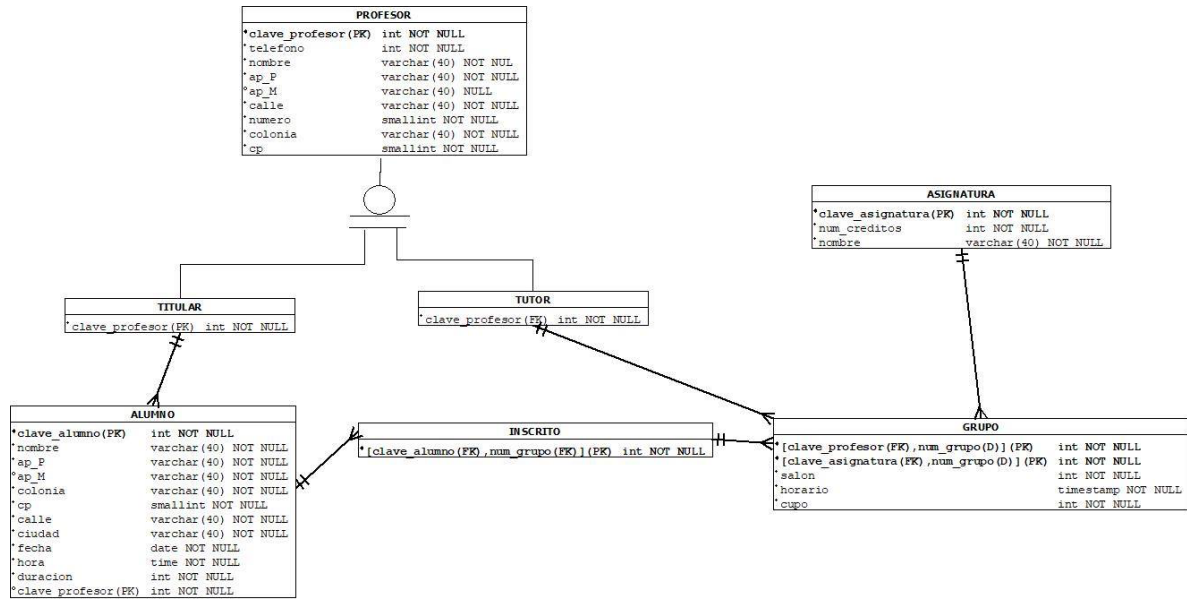 PROFESOR
*clave_profesor(PK) int NOT NULL
*telefono int NOT NULL
*nombre varchar(40) NOT NUL
*ap_P varchar(40) NOT NULL
°ap_M varchar(40) NULL
*calle varchar(40) NOT NULL
*numero smallint NOT NULL
*colonia varchar(40) NOT NULL
*cp smallint NOT NULL
ASIGNATURA
*clave_asignatura(PK) int NOT NULL
*num_creditos int NOT NULL
*nombre varchar(40) NOT NULL
TITULAR
*clave_profesor(PK) int NOT NULL
TUTOR
*clave_profesor(FK) int NOT NULL
ALUMNO
*clave_alumno(PK) int NOT NULL
*nombre varchar(40) NOT NULL
*ap_P varchar(40) NOT NULL
°ap_M varchar(40) NOT NULL
*colonia varchar(40) NOT NULL
*cp smallint NOT NULL
*calle varchar(40) NOT NULL
*ciudad varchar(40) NOT NULL
*fecha date NOT NULL
*hora time NOT NULL
*duracion int NOT NULL
°clave_profesor(PK) int NOT NULL
INSCRITO
*[clave_alumno(FK),num_grupo(FK)](PK) int NOT NULL
GRUPO
*[clave_profesor(FK),num_grupo(D)](PK) int NOT NULL
*[clave_asignatura(FK),num_grupo(D)](PK) int NOT NULL
*salon int NOT NULL
*horario timestamp NOT NULL
*cupo int NOT NULL